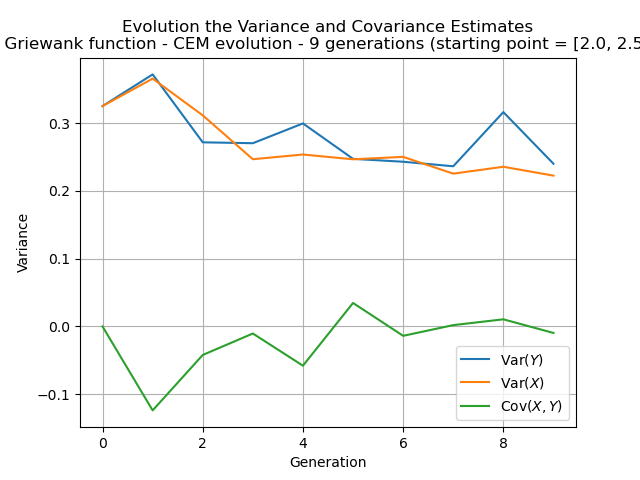 Evolution the Variance and Covariance Estimates
Griewank function - CEM evolution - 9 generations (starting point = [2.0, 2.5
Variance
0.3
0.2
0.1
0.0
−0.1
0 2 4 6 8
Generation
Var(Y)
Var(X)
Cov(X, Y)